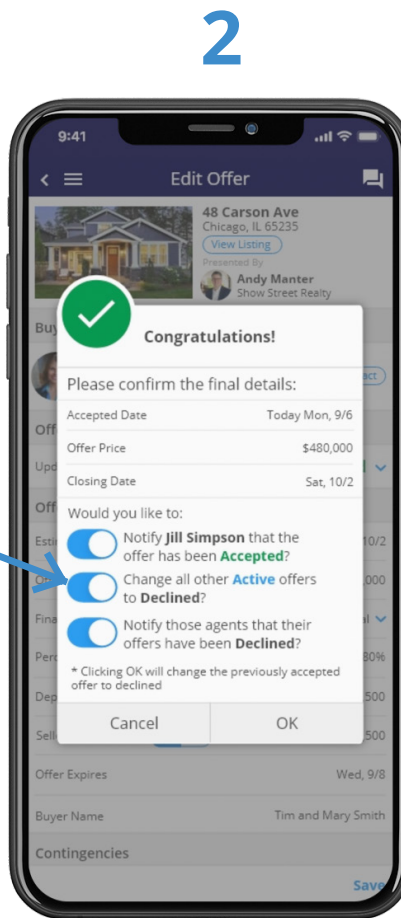 2
9:41
Edit Offer
48 Carson Ave
Chicago, IL 65235
View Listing
Presented By
Andy Manter
Show Street Realty
Congratulations!
Please confirm the final details:
Accepted Date Today Mon, 9/6
Offer Price $480,000
Closing Date Sat, 10/2
Would you like to:
Notify Jill Simpson that the
offer has been Accepted?
Change all other Active offers
to Declined?
Notify those agents that their
offers have been Declined?
* Clicking OK will change the previously accepted
offer to declined
Cancel OK
Offer Expires Wed, 9/8
Buyer Name Tim and Mary Smith
Contingencies
Save